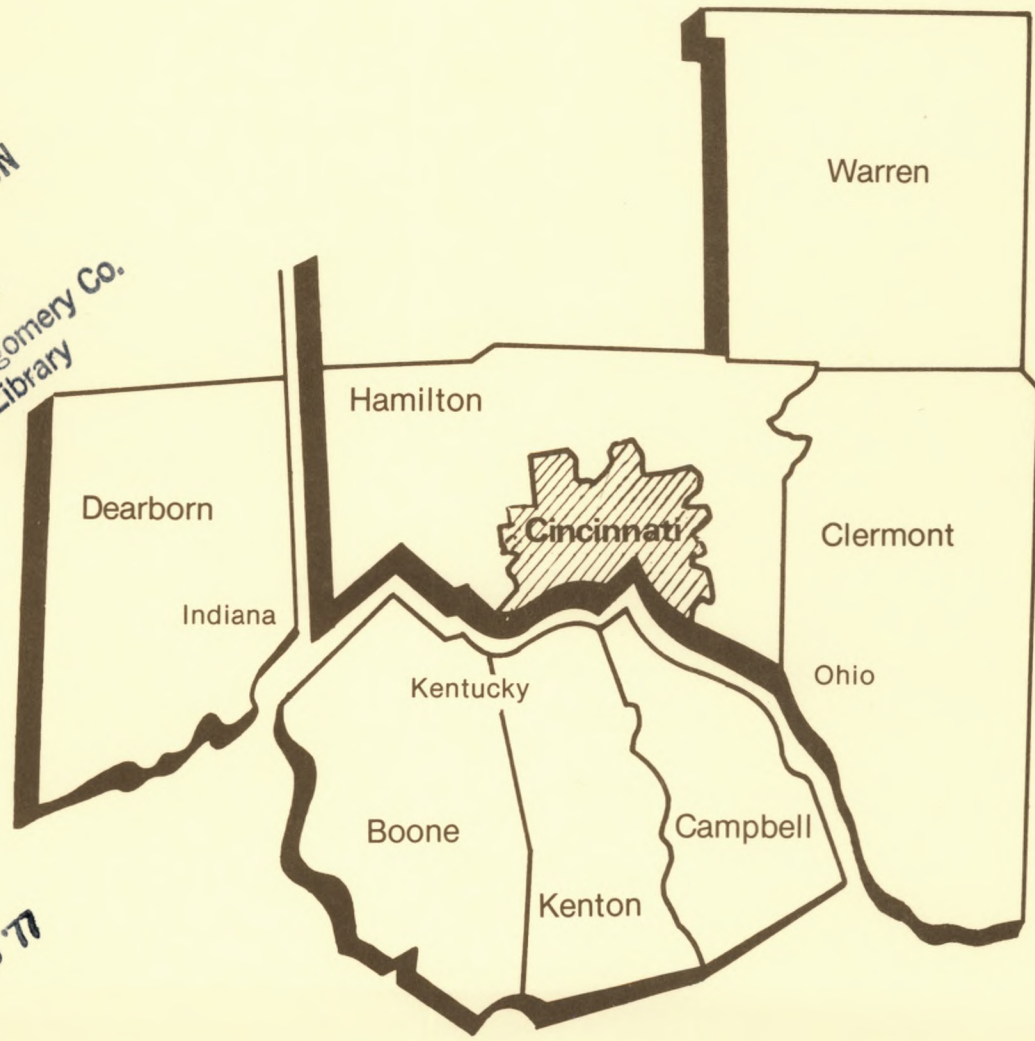 Warren
gomery Co.
Library
Hamilton
Dearborn
Cincinnati
Clermont
Indiana
Kentucky
Ohio
Boone
Campbell
Kenton
'77